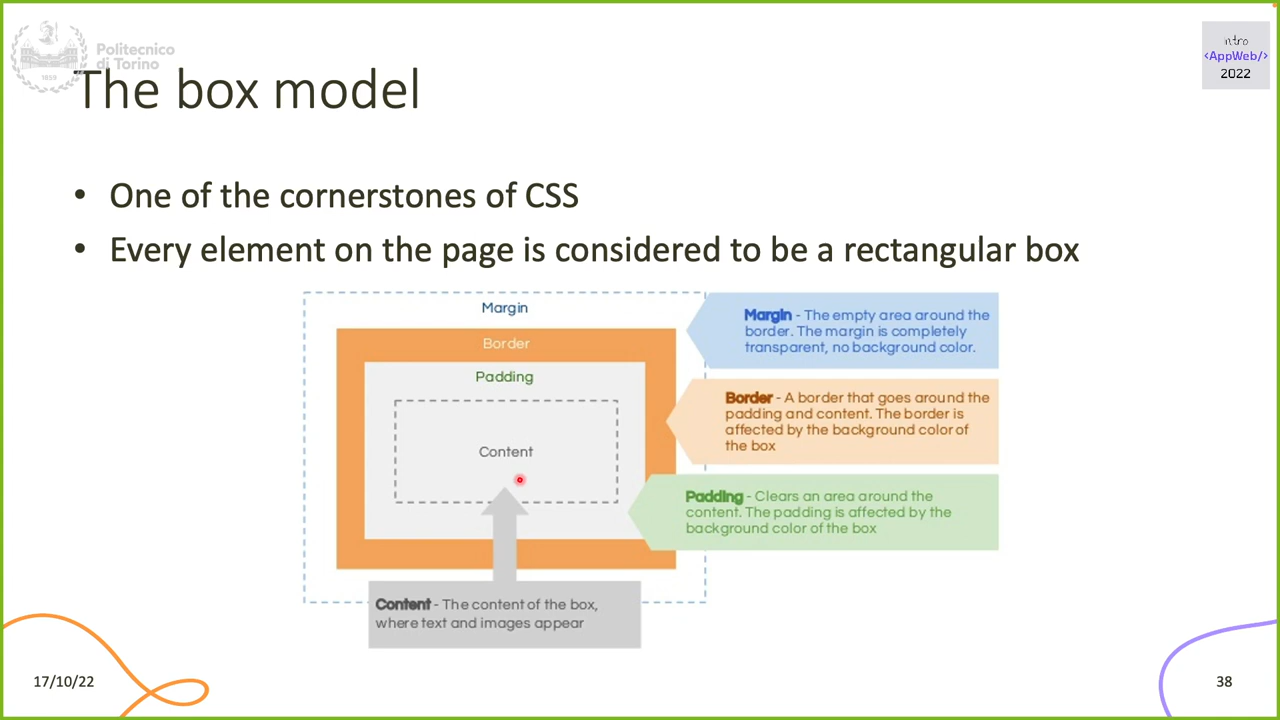 Politecnico
di Torino
1859
intro
<AppWeb/>
2022
The box model
• One of the cornerstones of CSS
• Every element on the page is considered to be a rectangular box
Margin
Border
Padding
Content
Margin - The empty area around the
border. The margin is completely
transparent, no background color.
Border - A border that goes around the
padding and content. The border is
affected by the background color of
the box
Padding - Clears an area around the
content. The padding is affected by the
background color of the box
Content - The content of the box,
where text and images appear
17/10/22
38